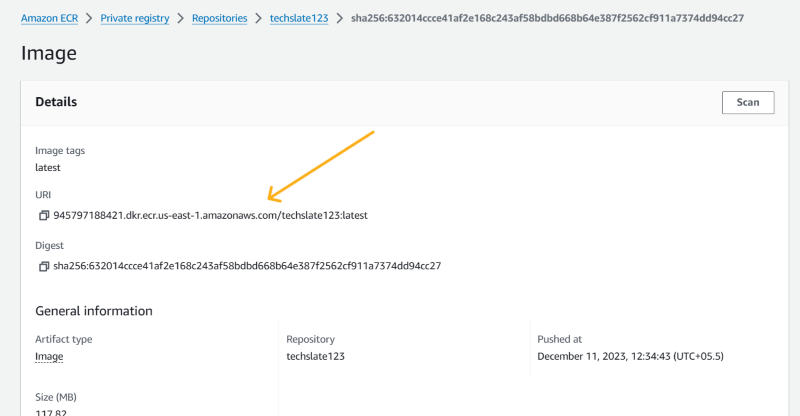 Amazon ECR > Private registry > Repositories > techslate123 > sha256:632014ccce41af2e168c243af58bdbd668b64e387f2562cf911a7374dd94cc27
Image
Details
Scan
Image tags
latest
URI
945797188421.dkr.ecr.us-east-1.amazonaws.com/techslate123:latest
Digest
sha256:632014ccce41af2e168c243af58bdbd668b64e387f2562cf911a7374dd94cc27
General information
Artifact type
Image
Repository
techslate123
Pushed at
December 11, 2023, 12:34:43 (UTC+05.5)
Size (MB)
117.82